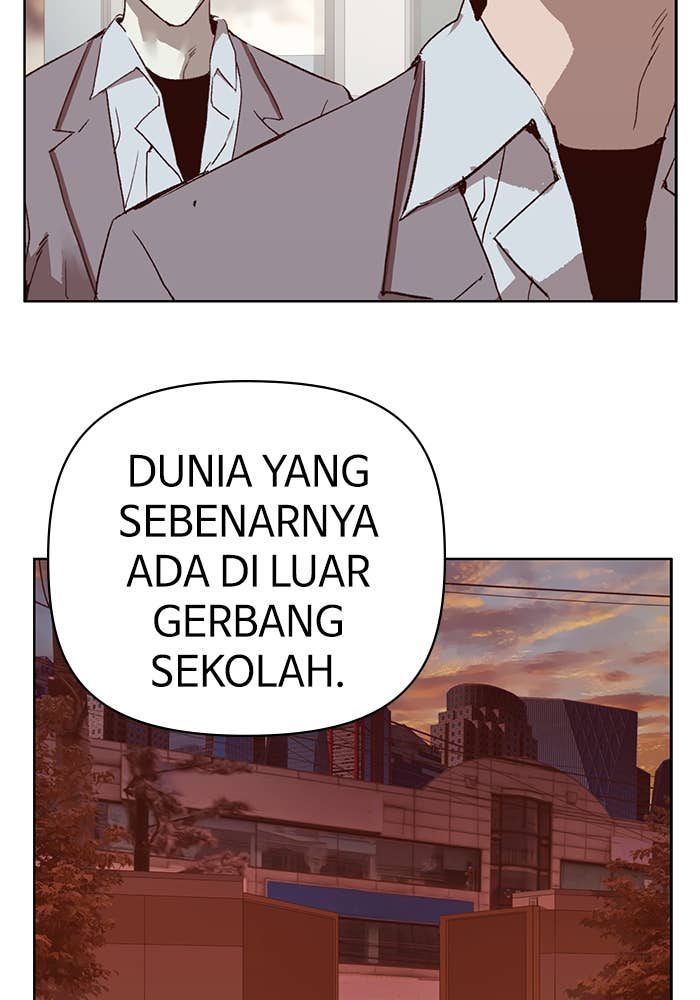 DUNIA YANG
SEBENARNYA
ADA DI LUAR
GERBANG
SEKOLAH.